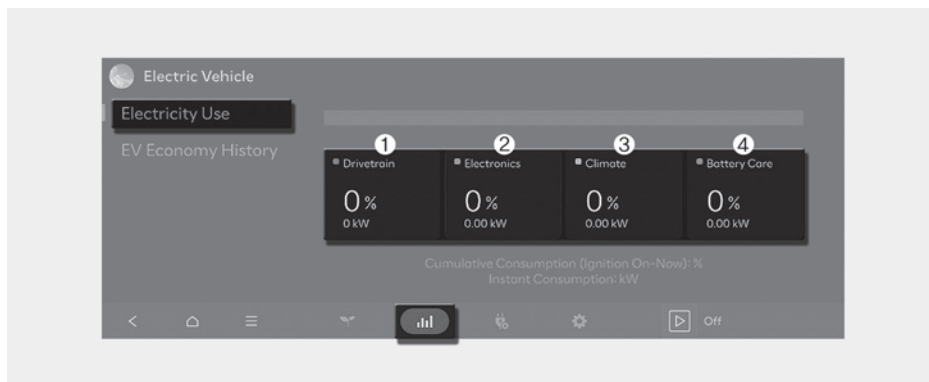 Electric Vehicle
Electricity Use
EV Economy History
1 2 3 4
Drivetrain Electronics Climate Battery Care
0 % 0 % 0 % 0 %
0 kW 0.00 kW 0.00 kW 0.00 kW
Cumulative Consumption (Ignition On-Now): %
Instant Consumption: kW
Off